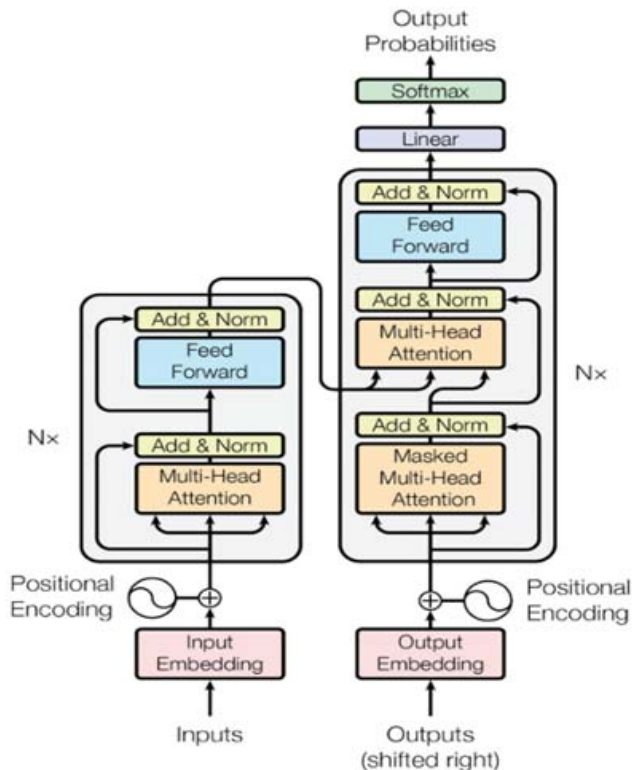 Output
Probabilities
Softmax
Linear
Add & Norm
Feed
Forward
Add & Norm
Multi-Head
Attention
Nx
Add & Norm
Masked
Multi-Head
Attention
Add & Norm
Feed
Forward
Nx
Add & Norm
Multi-Head
Attention
Positional
Encoding
Positional
Encoding
Input
Embedding
Output
Embedding
Inputs
Outputs
(shifted right)